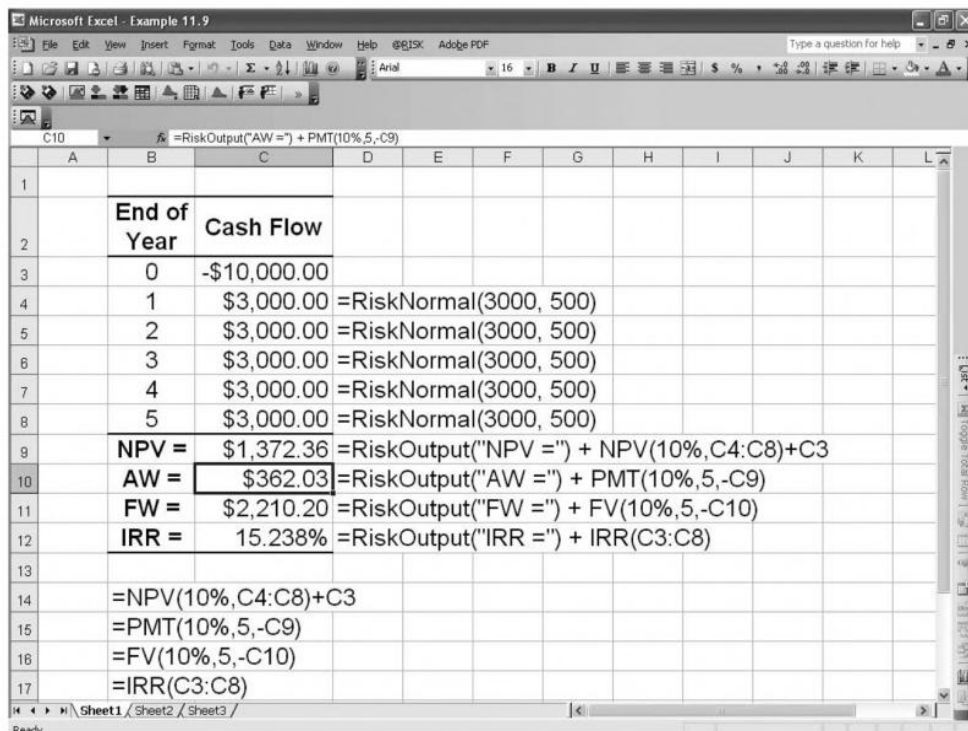 Microsoft Excel - Example 11.9
File Edit View Insert Format Tools Data Window Help @RISK Adobe PDF Type a question for help
Arial 16 B I U $ %
C10 fx =RiskOutput("AW =") + PMT(10%,5,-C9)
A B C D E F G H I J K L
1
2 End of Year Cash Flow
3 0 -$10,000.00
4 1 $3,000.00 =RiskNormal(3000, 500)
5 2 $3,000.00 =RiskNormal(3000, 500)
6 3 $3,000.00 =RiskNormal(3000, 500)
7 4 $3,000.00 =RiskNormal(3000, 500)
8 5 $3,000.00 =RiskNormal(3000, 500)
9 NPV = $1,372.36 =RiskOutput("NPV =") + NPV(10%,C4:C8)+C3
10 AW = $362.03 =RiskOutput("AW =") + PMT(10%,5,-C9)
11 FW = $2,210.20 =RiskOutput("FW =") + FV(10%,5,-C10)
12 IRR = 15.238% =RiskOutput("IRR =") + IRR(C3:C8)
13
14 =NPV(10%,C4:C8)+C3
15 =PMT(10%,5,-C9)
16 =FV(10%,5,-C10)
17 =IRR(C3:C8)
Sheet1 / Sheet2 / Sheet3 /
Ready
List
Toggle Total Row